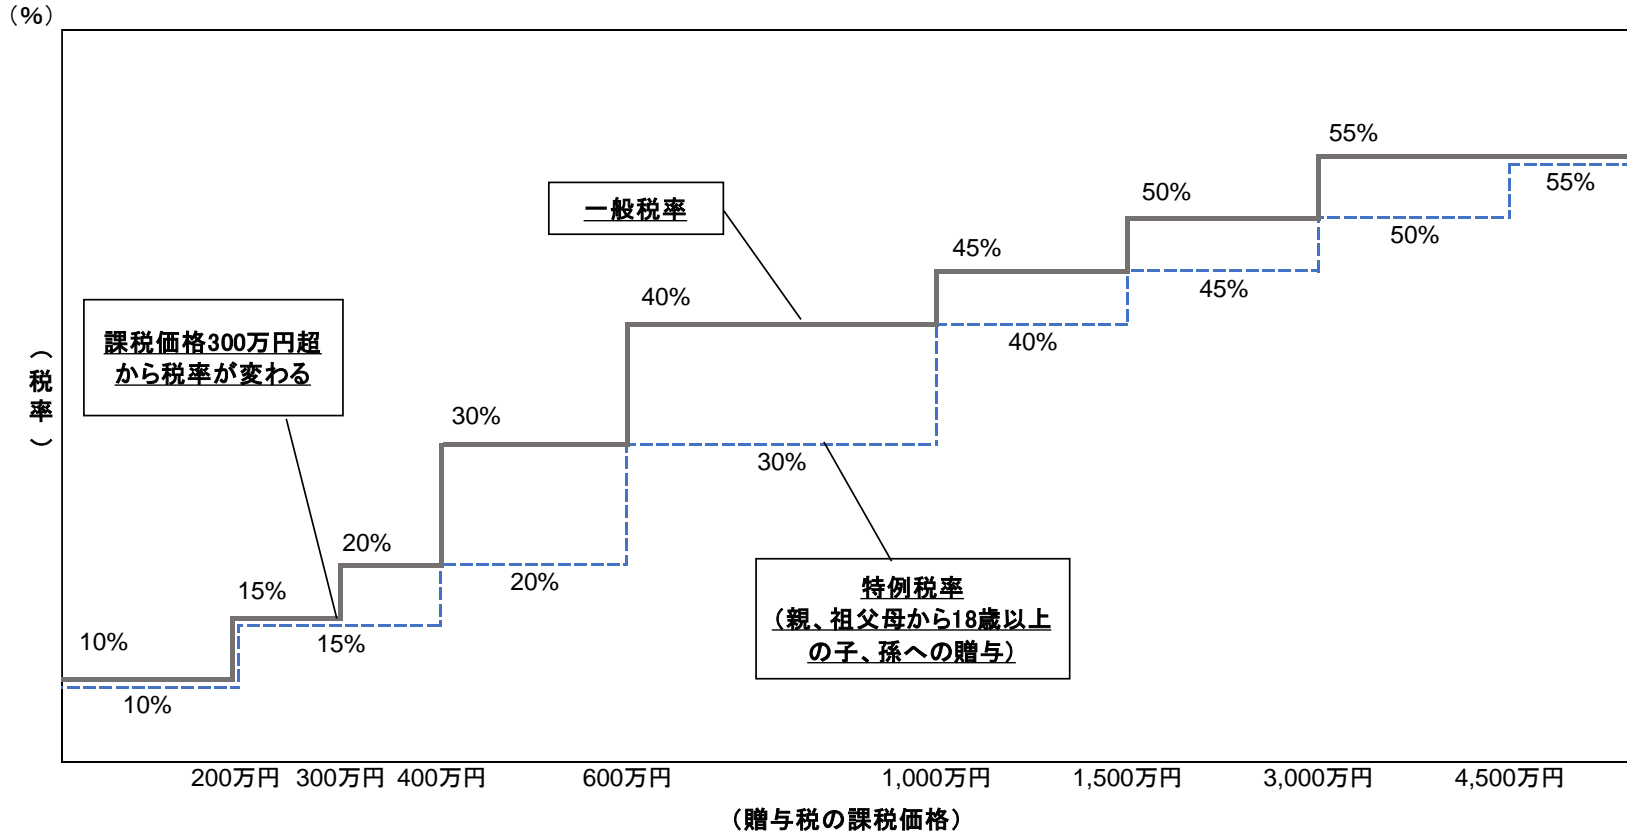 （%）
55%
55%
50%
50%
一般税率
45%
45%
40%
40%
課税価格300万円超
から税率が変わる
（税率）
30%
30%
20%
20%
特例税率
（親、祖父母から18歳以上
の子、孫への贈与）
15%
15%
10%
10%
200万円 300万円 400万円 600万円 1,000万円 1,500万円 3,000万円 4,500万円
（贈与税の課税価格）